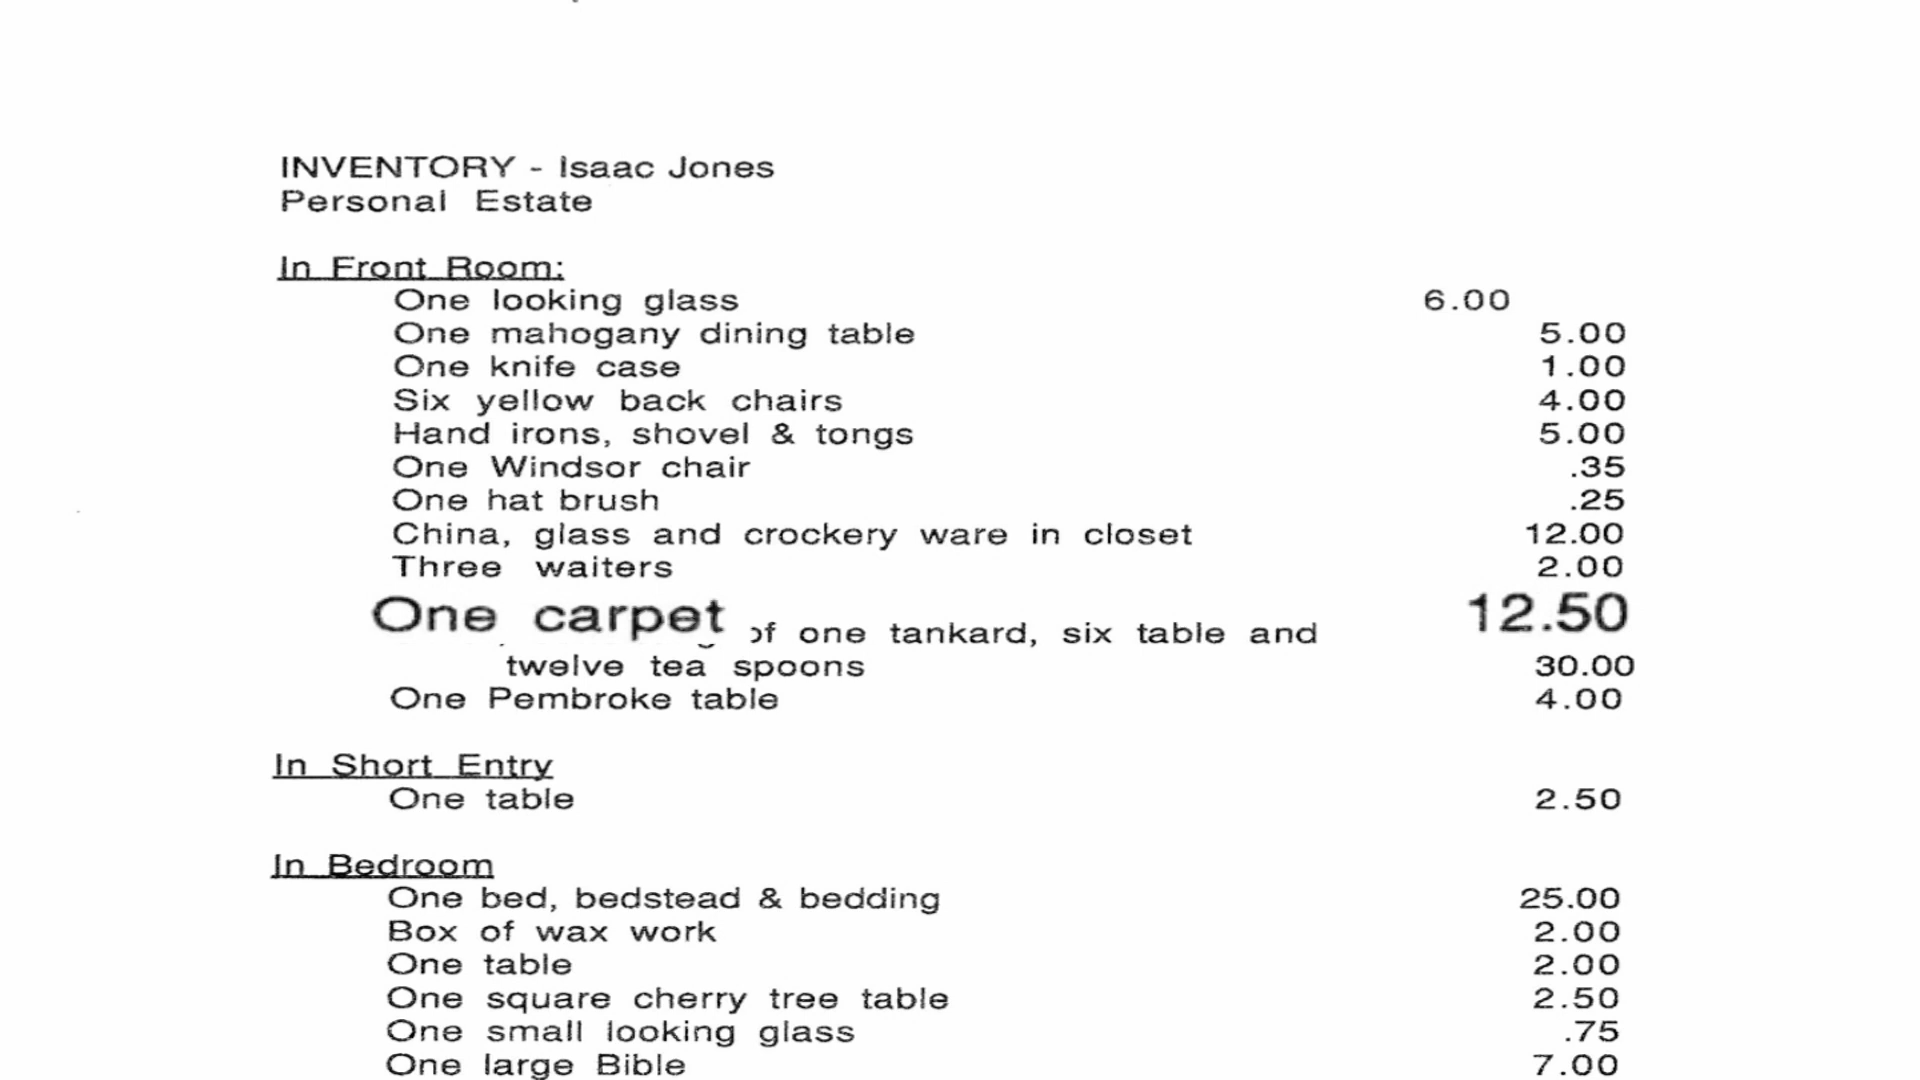 INVENTORY - Isaac Jones
Personal Estate
In Front Room:
One looking glass 6.00
One mahogany dining table 5.00
One knife case 1.00
Six yellow back chairs 4.00
Hand irons, shovel & tongs 5.00
One Windsor chair .35
One hat brush .25
China, glass and crockery ware in closet 12.00
Three waiters 2.00
One carpet 12.50
of one tankard, six table and
twelve tea spoons 30.00
One Pembroke table 4.00
In Short Entry
One table 2.50
In Bedroom
One bed, bedstead & bedding 25.00
Box of wax work 2.00
One table 2.00
One square cherry tree table 2.50
One small looking glass .75
One large Bible 7.00